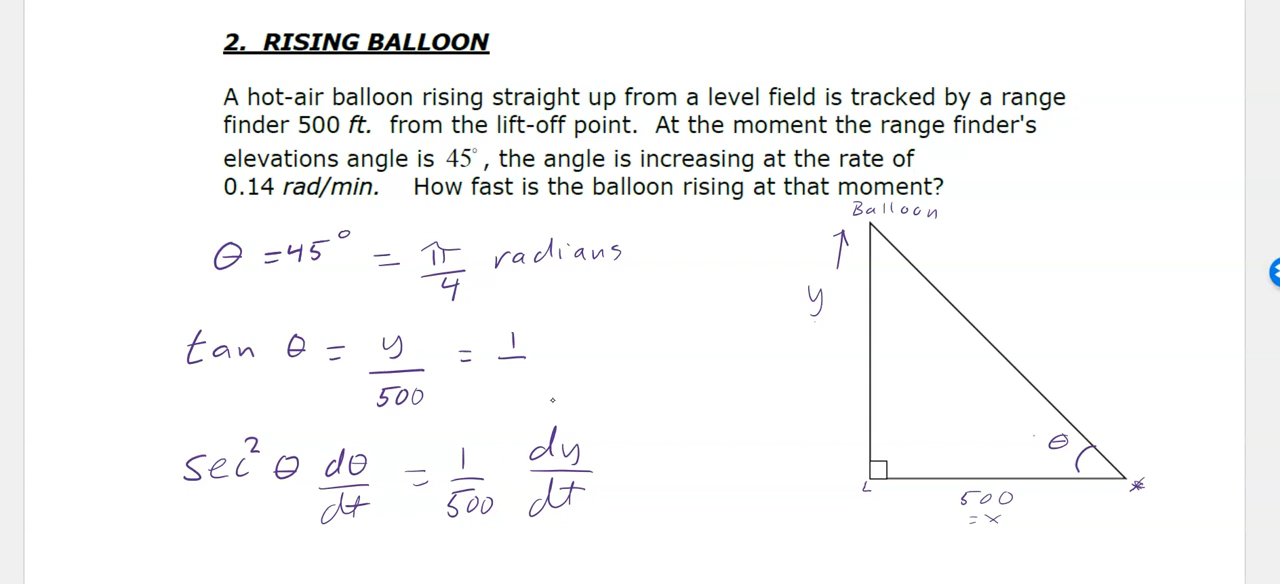 2. RISING BALLOON
A hot-air balloon rising straight up from a level field is tracked by a range
finder 500 ft. from the lift-off point. At the moment the range finder's
elevations angle is 45°, the angle is increasing at the rate of
0.14 rad/min. How fast is the balloon rising at that moment?
Balloon
θ = 45° = π/4 radians
y
tan θ = y/500 = 1/
sec² θ dθ/dt = 1/500 dy/dt
θ
L
500
= x